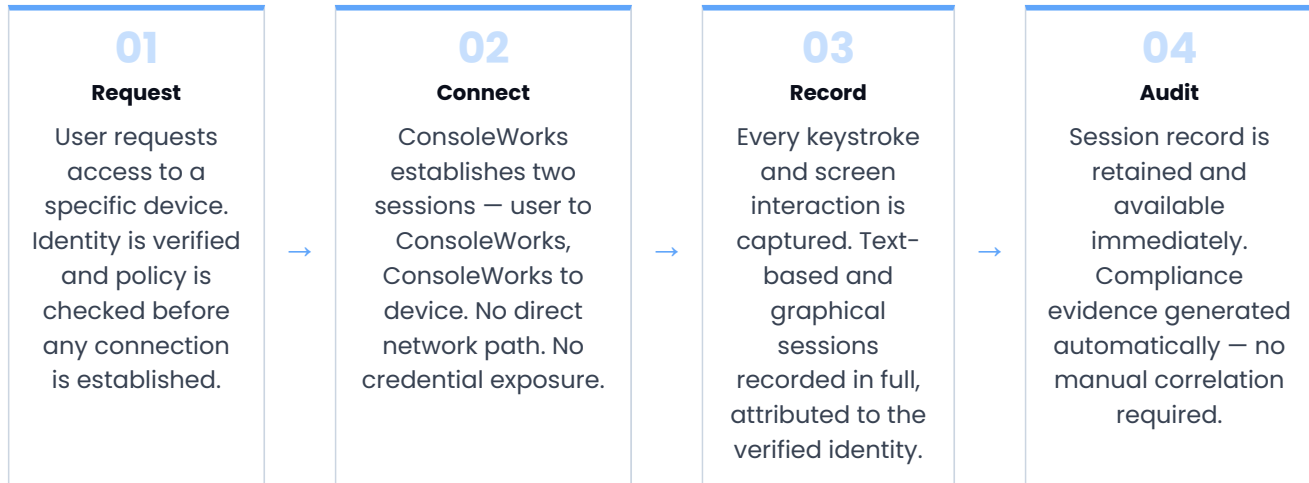 01
Request
User requests
access to a
specific device.
Identity is verified
and policy is
checked before
any connection
is established.
→
02
Connect
ConsoleWorks
establishes two
sessions — user to
ConsoleWorks,
ConsoleWorks to
device. No direct
network path. No
credential exposure.
→
03
Record
Every keystroke
and screen
interaction is
captured. Text-
based and
graphical
sessions
recorded in full,
attributed to the
verified identity.
→
04
Audit
Session record is
retained and
available
immediately.
Compliance
evidence generated
automatically — no
manual correlation
required.